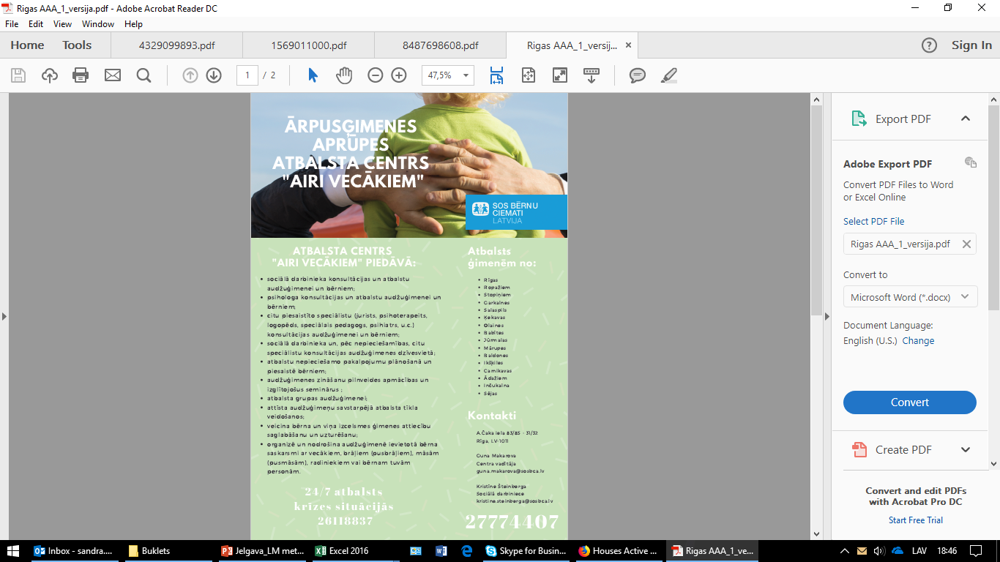 Rigas AAA_1_versija.pdf - Adobe Acrobat Reader DC
File Edit View Window Help
Home Tools 4329099893.pdf 1569011000.pdf 8487698608.pdf Rigas AAA_1_versij... × Sign In
1 / 2 47,5%
ĀRPUSĢIMENES
APRŪPES
ATBALSTA CENTRS
"AIRI VECĀKIEM"
SOS BĒRNU
CIEMATI
LATVIJA
ATBALSTA CENTRS
"AIRI VECĀKIEM" PIEDĀVĀ:
sociālā darbinieka konsultācijas un atbalstu
audžuģimenei un bērniem;
psihologa konsultācijas un atbalstu audžuģimenei un
bērniem;
citu piesaistīto speciālistu (jurists, psihoterapeits,
logopēds, speciālais pedagogs, psihiatrs, u.c.)
konsultācijas audžuģimenei un bērniem;
sociālā darbinieka un, pēc nepieciešamības, citu
speciālistu konsultācijas audžuģimenes dzīvesvietā;
atbalstu nepieciešamo pakalpojumu plānošanā un
piesaistē bērniem;
audžuģimenes zināšanu pilnveides apmācības un
izglītojošus seminārus ;
atbalsta grupas audžuģimenei;
attīsta audžuģimeņu savstarpējā atbalsta tīkla
veidošanos;
veicina bērna un viņa izcelsmes ģimenes attiecību
saglabāšanu un uzturēšanu;
organizē un nodrošina audžuģimenē ievietotā bērna
saskarsmi ar vecākiem, brāļiem (pusbrāļiem), māsām
(pusmāsām), radiniekiem vai bērnam tuvām
personām.
24/7 atbalsts
krīzes situācijās
26118837
Atbalsts
ģimenēm no:
Rīgas
Ropažiem
Stopiņiem
Garkalnes
Salaspils
Ķekavas
Olaines
Babītes
Jūrmalas
Mārupes
Baldones
Ikšķiles
Carnikavas
Ādažiem
Inčukalna
Sējas
Kontakti
A.Čaka iela 83/85 - 31/32
Rīga, LV-1011
Guna Makarova
Centra vadītāja
guna.makarova@sosbca.lv
Kristīne Šteinberga
Sociālā darbiniece
kristine.steinberga@sosbca.lv
27774407
Export PDF
Adobe Export PDF
Convert PDF Files to Word
or Excel Online
Select PDF File
Rigas AAA_1_versija.pdf
Convert to
Microsoft Word (*.docx)
Document Language:
English (U.S.) Change
Convert
Create PDF
Convert and edit PDFs
with Acrobat Pro DC
Start Free Trial
Inbox - sandra.... Buklets Jelgava_LM met... Excel 2016 Skype for Busin... Houses Active ... Rigas AAA_1_ve... LAV 18:46